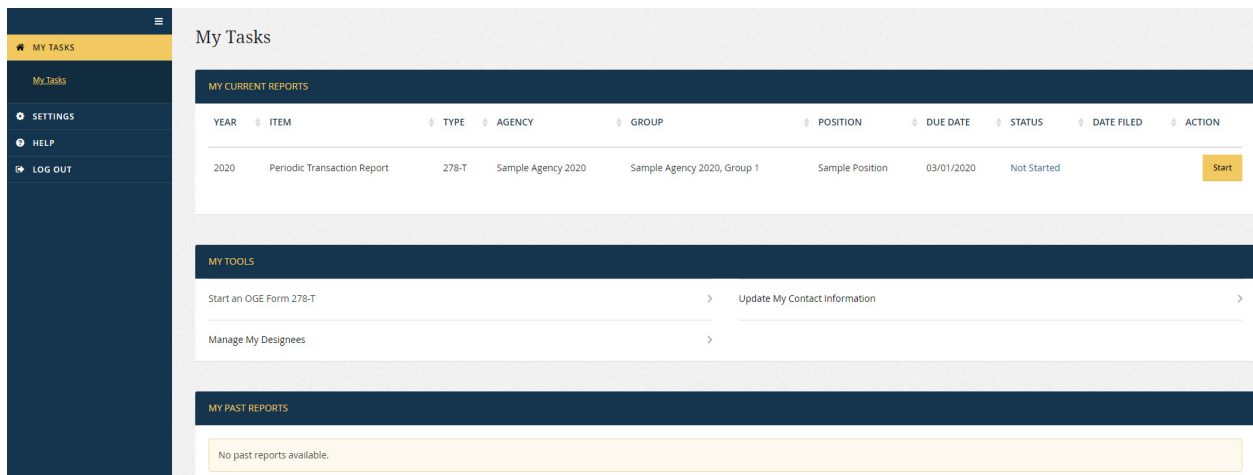 MY TASKS
My Tasks
SETTINGS
HELP
LOG OUT
My Tasks
MY CURRENT REPORTS
YEAR ITEM TYPE AGENCY GROUP POSITION DUE DATE STATUS DATE FILED ACTION
2020 Periodic Transaction Report 278-T Sample Agency 2020 Sample Agency 2020, Group 1 Sample Position 03/01/2020 Not Started Start
MY TOOLS
Start an OGE Form 278-T Update My Contact Information
Manage My Designees
MY PAST REPORTS
No past reports available.